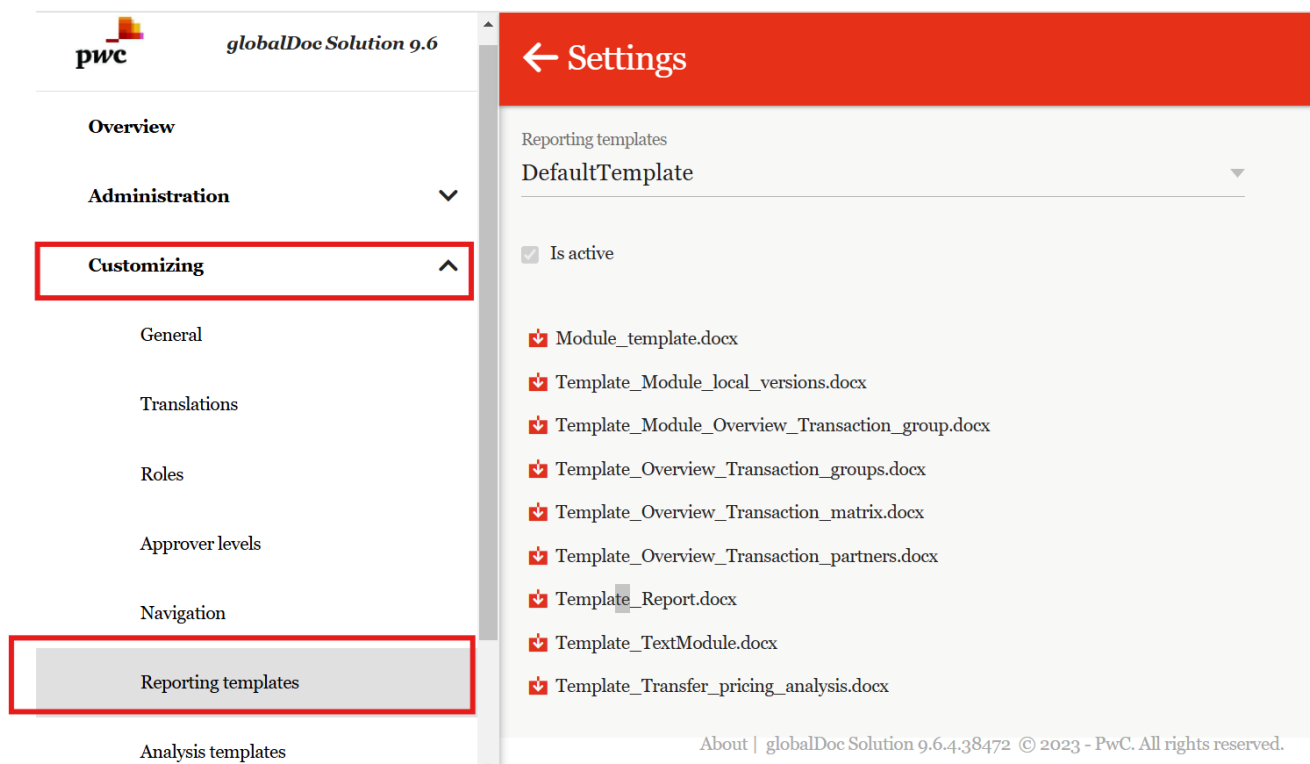 pwc
globalDoc Solution 9.6
Overview
Administration
Customizing
General
Translations
Roles
Approver levels
Navigation
Reporting templates
Analysis templates
Settings
Reporting templates
DefaultTemplate
Is active
Module_template.docx
Template_Module_local_versions.docx
Template_Module_Overview_Transaction_group.docx
Template_Overview_Transaction_groups.docx
Template_Overview_Transaction_matrix.docx
Template_Overview_Transaction_partners.docx
Template_Report.docx
Template_TextModule.docx
Template_Transfer_pricing_analysis.docx
About | globalDoc Solution 9.6.4.38472 © 2023 - PwC. All rights reserved.